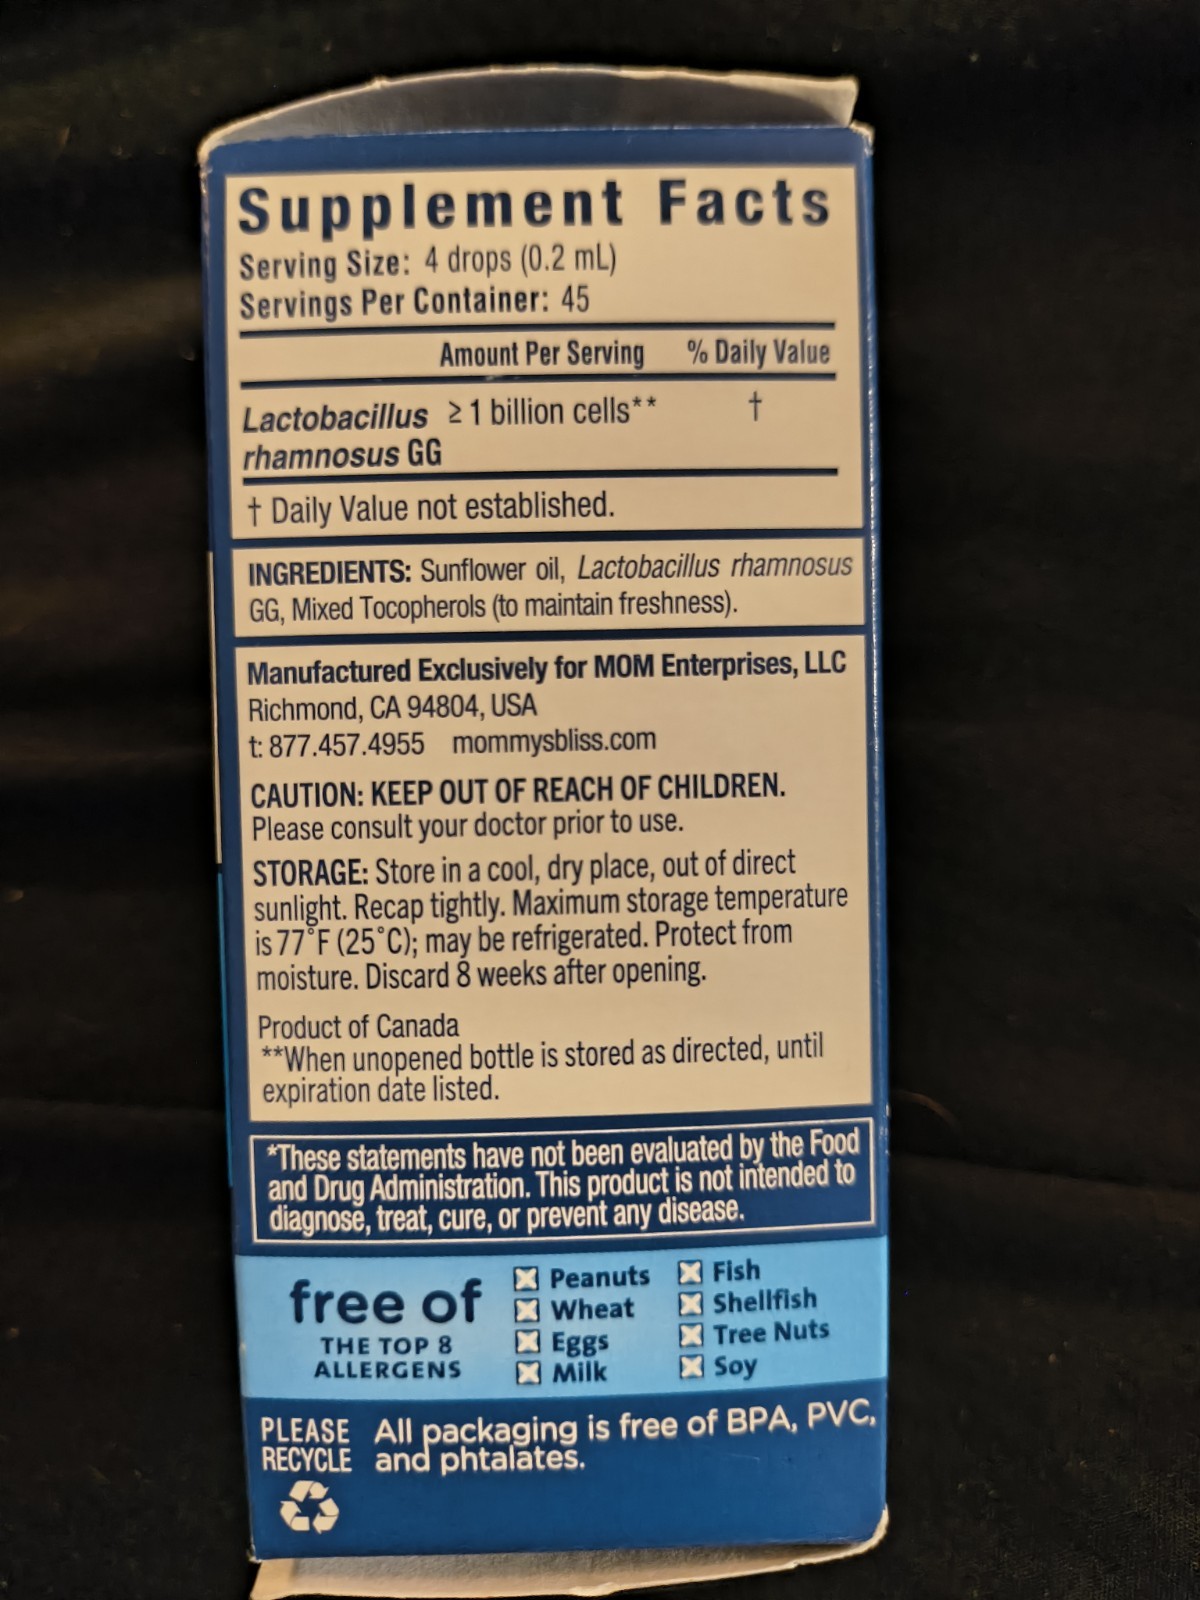 Supplement Facts
Serving Size: 4 drops (0.2 mL)
Servings Per Container: 45
Amount Per Serving % Daily Value
Lactobacillus ≥ 1 billion cells** †
rhamnosus GG
† Daily Value not established.
INGREDIENTS: Sunflower oil, Lactobacillus rhamnosus
GG, Mixed Tocopherols (to maintain freshness).
Manufactured Exclusively for MOM Enterprises, LLC
Richmond, CA 94804, USA
t: 877.457.4955 mommysbliss.com
CAUTION: KEEP OUT OF REACH OF CHILDREN.
Please consult your doctor prior to use.
STORAGE: Store in a cool, dry place, out of direct
sunlight. Recap tightly. Maximum storage temperature
is 77˚F (25˚C); may be refrigerated. Protect from
moisture. Discard 8 weeks after opening.
Product of Canada
**When unopened bottle is stored as directed, until
expiration date listed.
*These statements have not been evaluated by the Food
and Drug Administration. This product is not intended to
diagnose, treat, cure, or prevent any disease.
free of
THE TOP 8
ALLERGENS
Peanuts
Wheat
Eggs
Milk
Fish
Shellfish
Tree Nuts
Soy
PLEASE
RECYCLE
All packaging is free of BPA, PVC,
and phtalates.